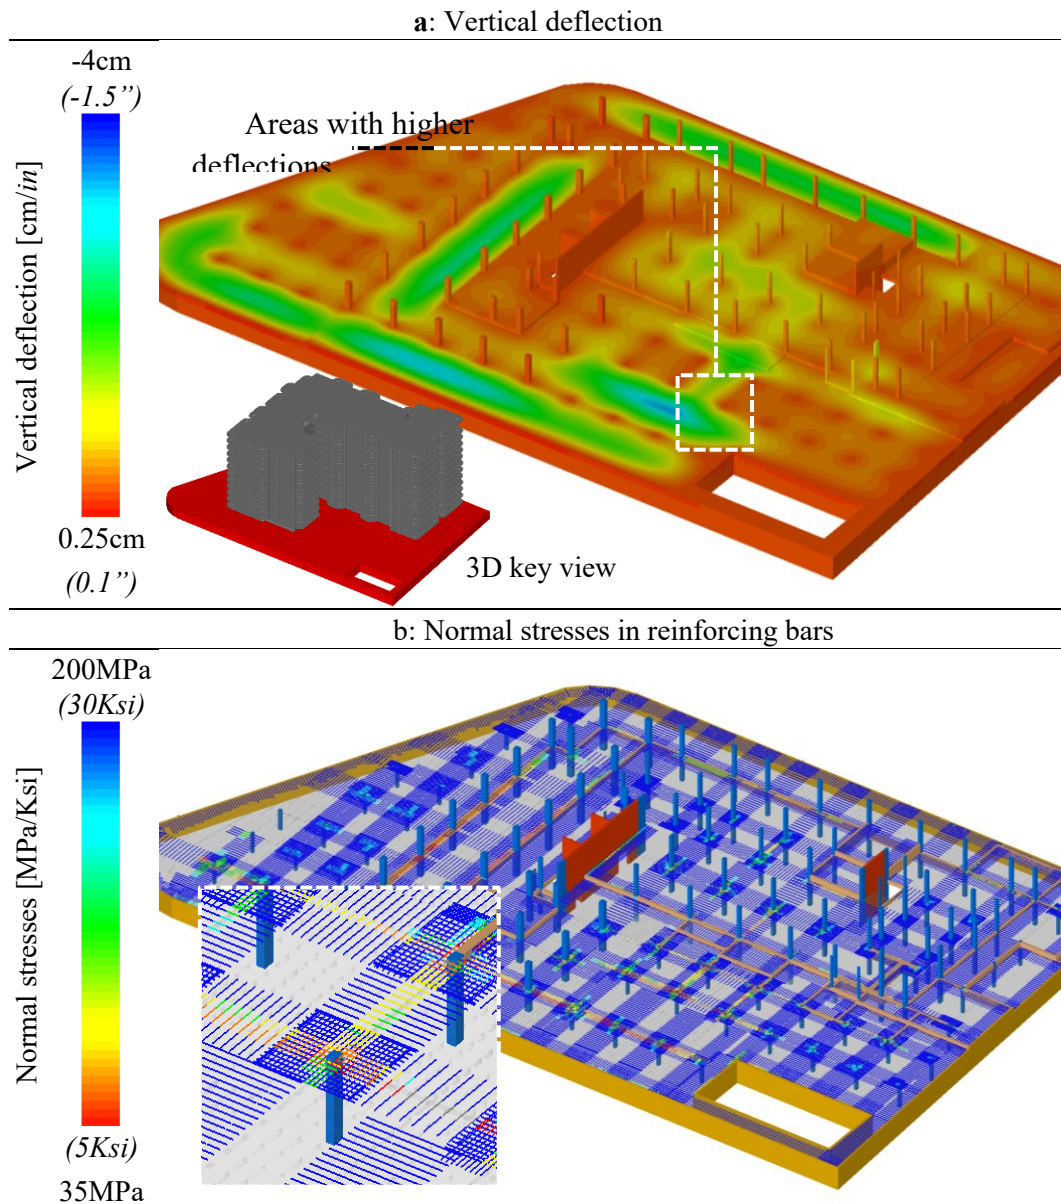 a: Vertical deflection
-4cm
(-1.5”)
Areas with higher
deflections
Vertical deflection [cm/in]
0.25cm
(0.1”)
3D key view
b: Normal stresses in reinforcing bars
200MPa
(30Ksi)
Normal stresses [MPa/Ksi]
(5Ksi)
35MPa